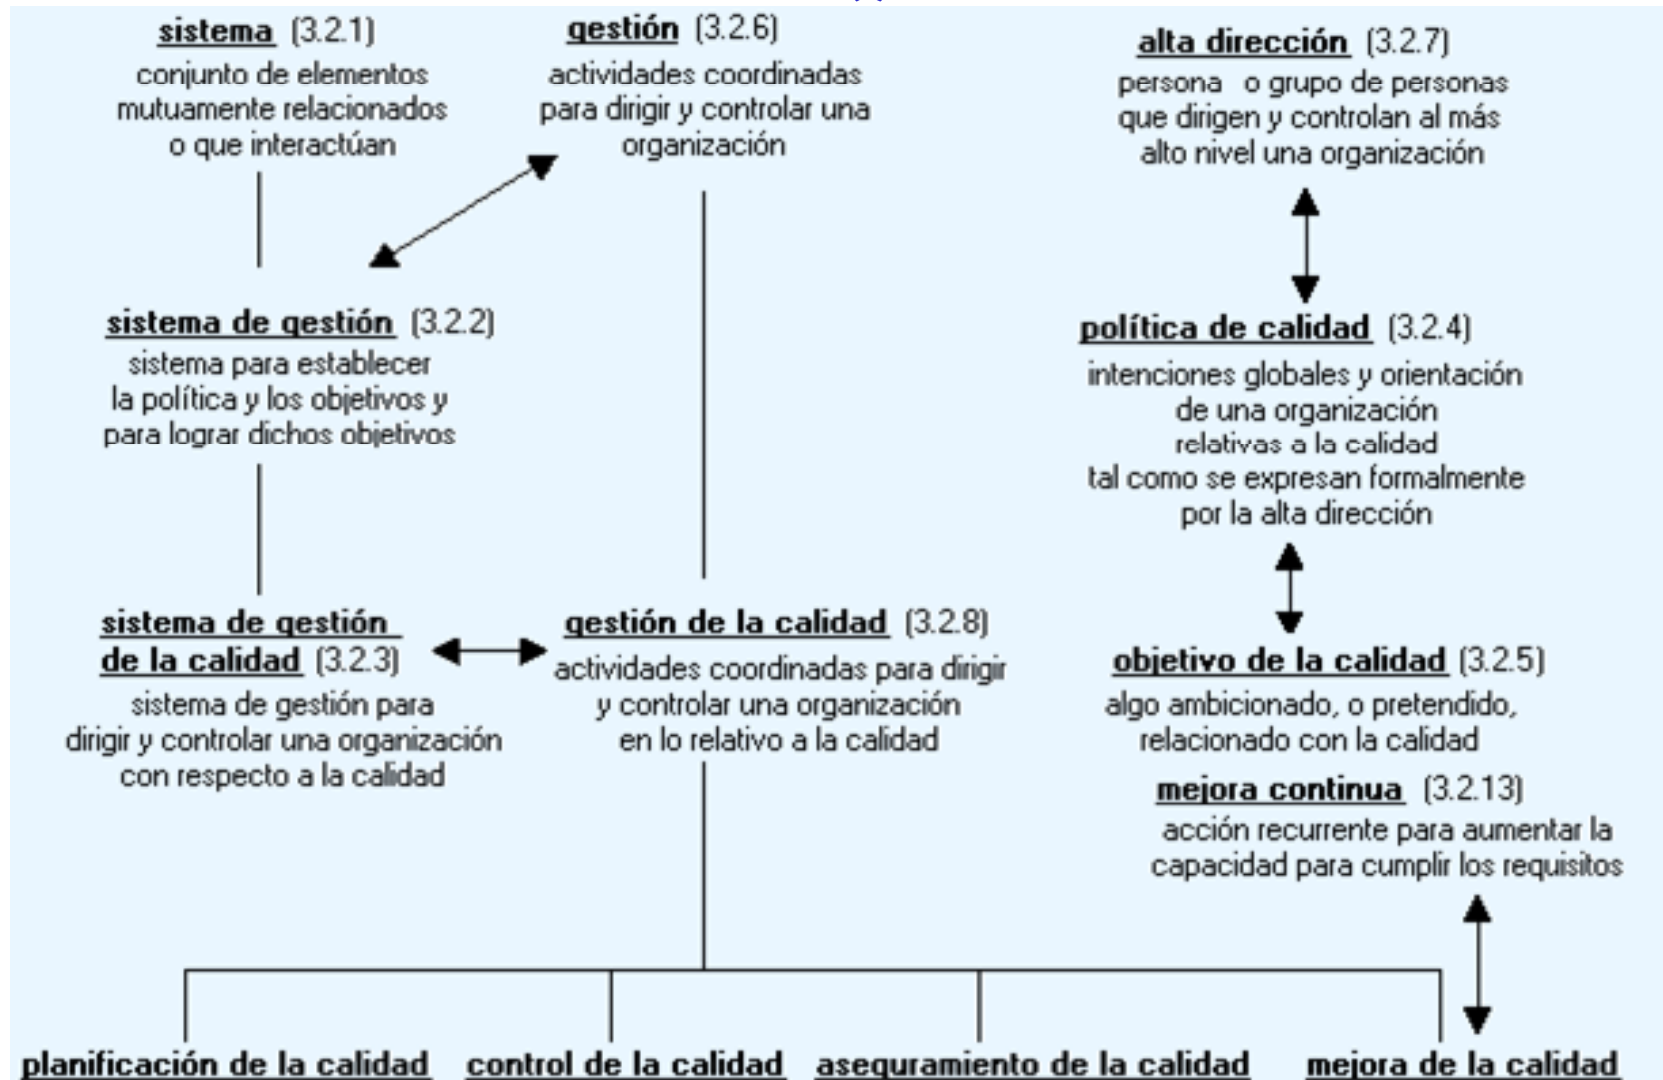 sistema (3.2.1)
conjunto de elementos
mutuamente relacionados
o que interactúan
gestión (3.2.6)
actividades coordinadas
para dirigir y controlar una
organización
alta dirección (3.2.7)
persona o grupo de personas
que dirigen y controlan al más
alto nivel una organización
sistema de gestión (3.2.2)
sistema para establecer
la política y los objetivos y
para lograr dichos objetivos
política de calidad (3.2.4)
intenciones globales y orientación
de una organización
relativas a la calidad
tal como se expresan formalmente
por la alta dirección
sistema de gestión
de la calidad (3.2.3)
sistema de gestión para
dirigir y controlar una organización
con respecto a la calidad
gestión de la calidad (3.2.8)
actividades coordinadas para dirigir
y controlar una organización
en lo relativo a la calidad
objetivo de la calidad (3.2.5)
algo ambicionado, o pretendido,
relacionado con la calidad
mejora continua (3.2.13)
acción recurrente para aumentar la
capacidad para cumplir los requisitos
planificación de la calidad
control de la calidad
aseguramiento de la calidad
mejora de la calidad